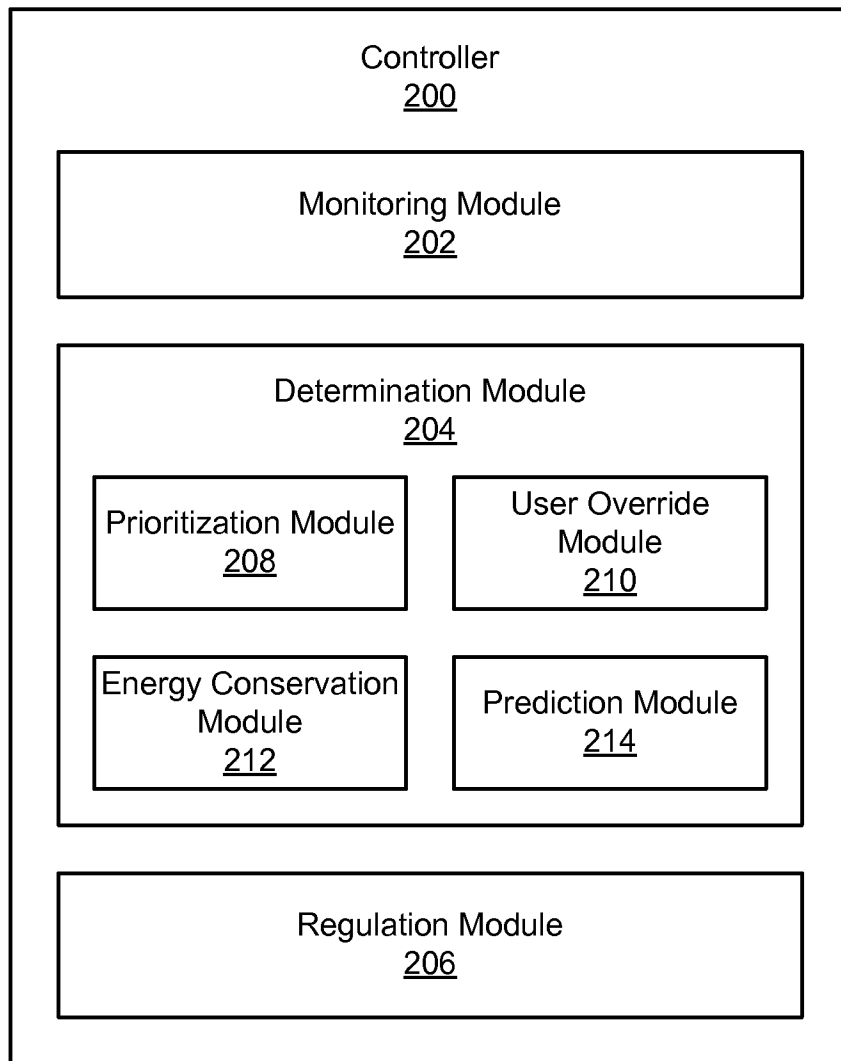 Controller
200
Monitoring Module
202
Determination Module
204
Prioritization Module
208
User Override
Module
210
Energy Conservation
Module
212
Prediction Module
214
Regulation Module
206